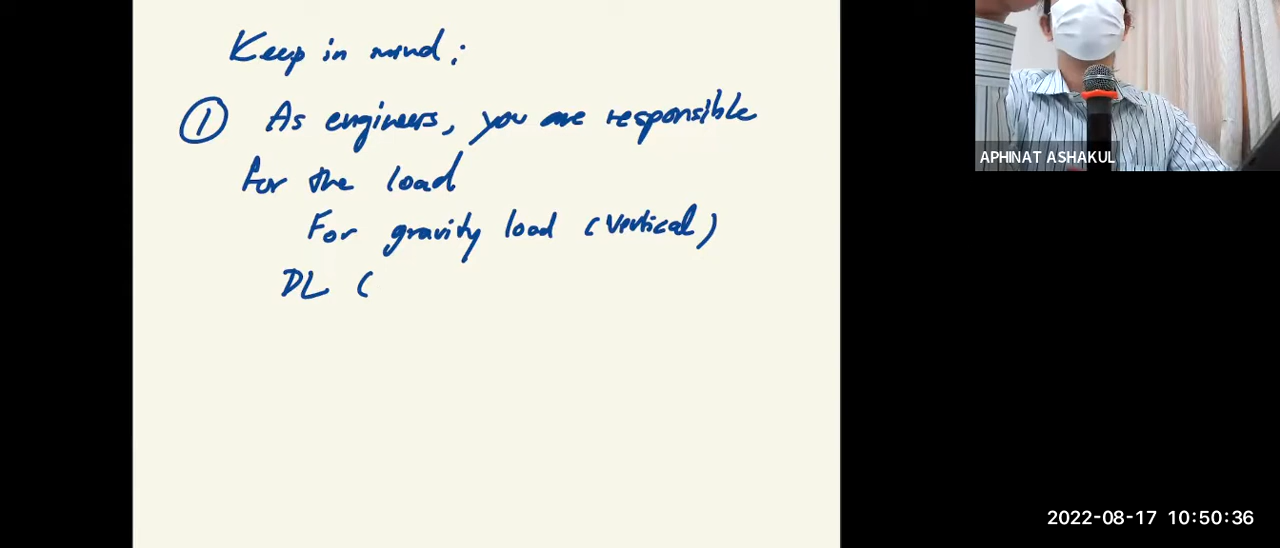 Keep in mind;
① As engineers, you are responsible
for the load
For gravity load (vertical)
DL (
APHINAT ASHAKUL
2022-08-17 10:50:36